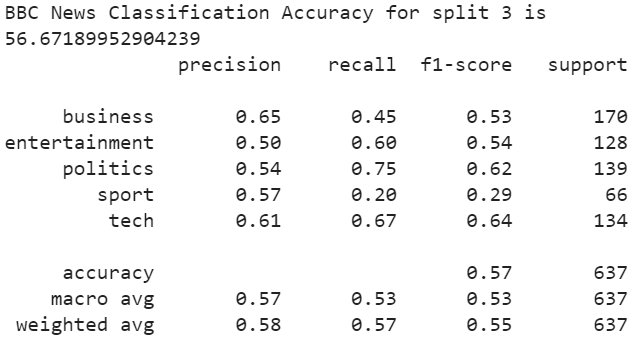 BBC News Classification Accuracy for split 3 is
56.67189952904239
precision recall f1-score support
business 0.65 0.45 0.53 170
entertainment 0.50 0.60 0.54 128
politics 0.54 0.75 0.62 139
sport 0.57 0.20 0.29 66
tech 0.61 0.67 0.64 134
accuracy 0.57 637
macro avg 0.57 0.53 0.53 637
weighted avg 0.58 0.57 0.55 637